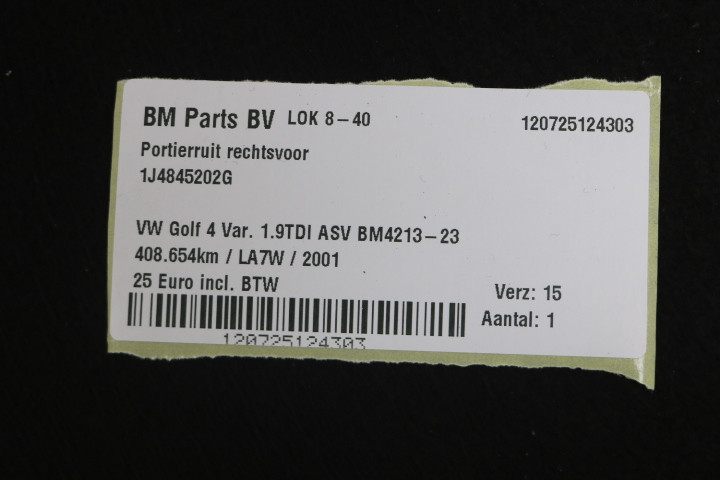 BM Parts BV LOK 8-40 120725124303
Portierruit rechtsvoor
1J4845202G
VW Golf 4 Var. 1.9TDI ASV BM4213-23
408.654km / LA7W / 2001
25 Euro incl. BTW
Verz: 15
Aantal: 1
120725124303